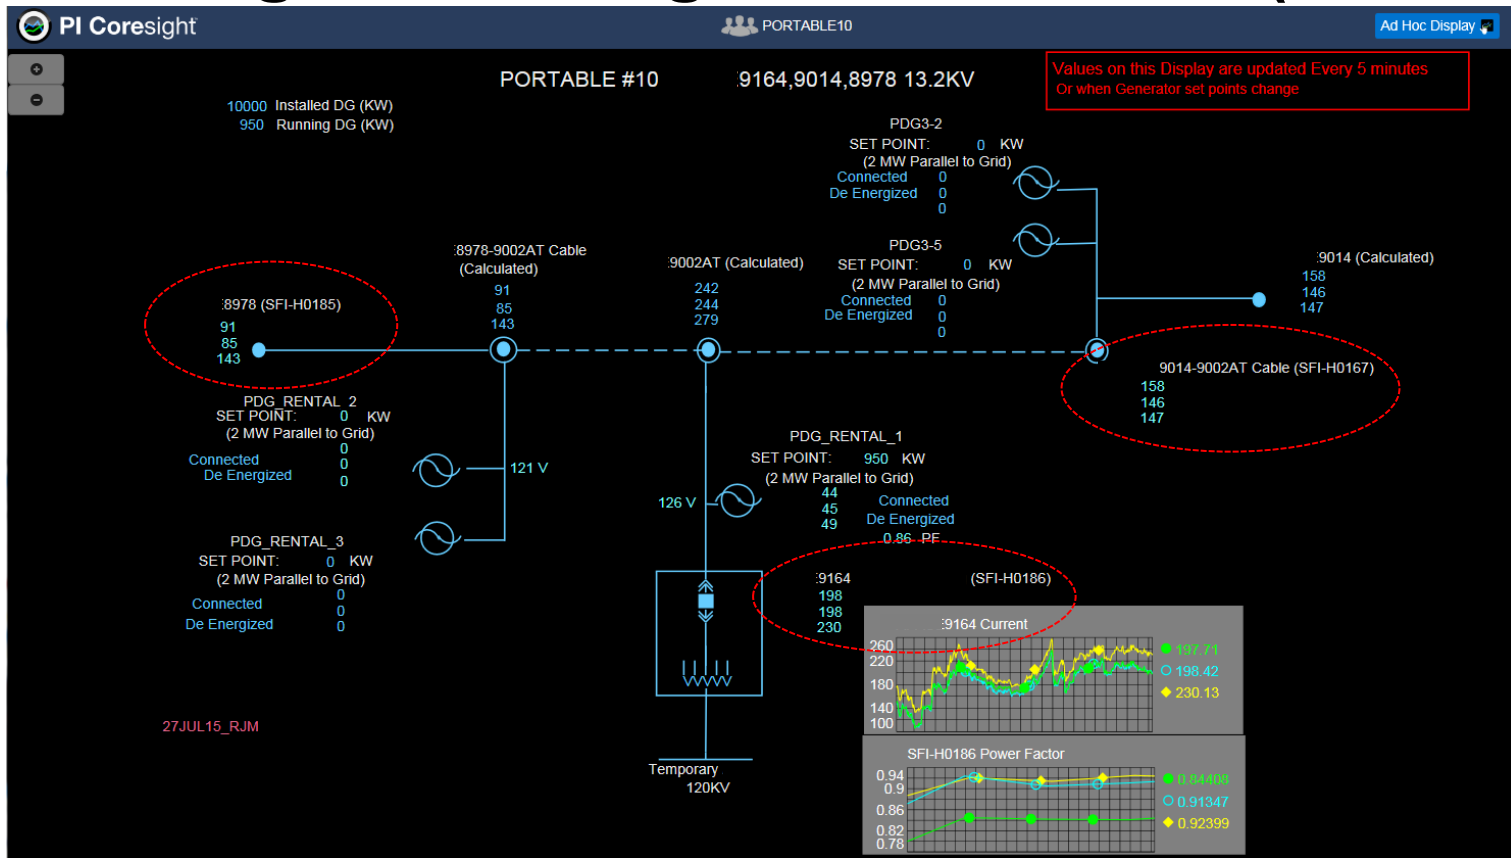 PI Coresight
PORTABLE10
Ad Hoc Display
PORTABLE #10
:9164,9014,8978 13.2KV
Values on this Display are updated Every 5 minutes
Or when Generator set points change
10000 Installed DG (KW)
950 Running DG (KW)
PDG3-2
SET POINT: 0 KW
(2 MW Parallel to Grid)
Connected 0
De Energized 0
0
PDG3-5
SET POINT: 0 KW
(2 MW Parallel to Grid)
Connected 0
De Energized 0
0
:9014 (Calculated)
158
146
147
:8978-9002AT Cable
(Calculated)
91
85
143
:9002AT (Calculated)
242
244
279
:8978 (SFI-H0185)
91
85
143
9014-9002AT Cable (SFI-H0167)
158
146
147
PDG_RENTAL_2
SET POINT: 0 KW
(2 MW Parallel to Grid)
0
Connected 0
De Energized 0
121 V
PDG_RENTAL_1
SET POINT: 950 KW
(2 MW Parallel to Grid)
44
45 Connected
49 De Energized
0.86 PF
126 V
PDG_RENTAL_3
SET POINT: 0 KW
(2 MW Parallel to Grid)
0
Connected 0
De Energized 0
:9164 (SFI-H0186)
198
198
230
:9164 Current
260
220
180
140
100
197.71
198.42
230.13
27JUL15_RJM
SFI-H0186 Power Factor
0.94
0.9
0.86
0.82
0.78
0.84408
0.91347
0.92399
Temporary
120KV